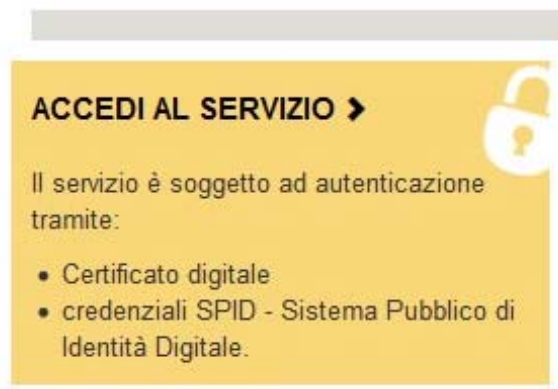 ACCEDI AL SERVIZIO >
Il servizio è soggetto ad autenticazione
tramite:
• Certificato digitale
• credenziali SPID - Sistema Pubblico di
Identità Digitale.